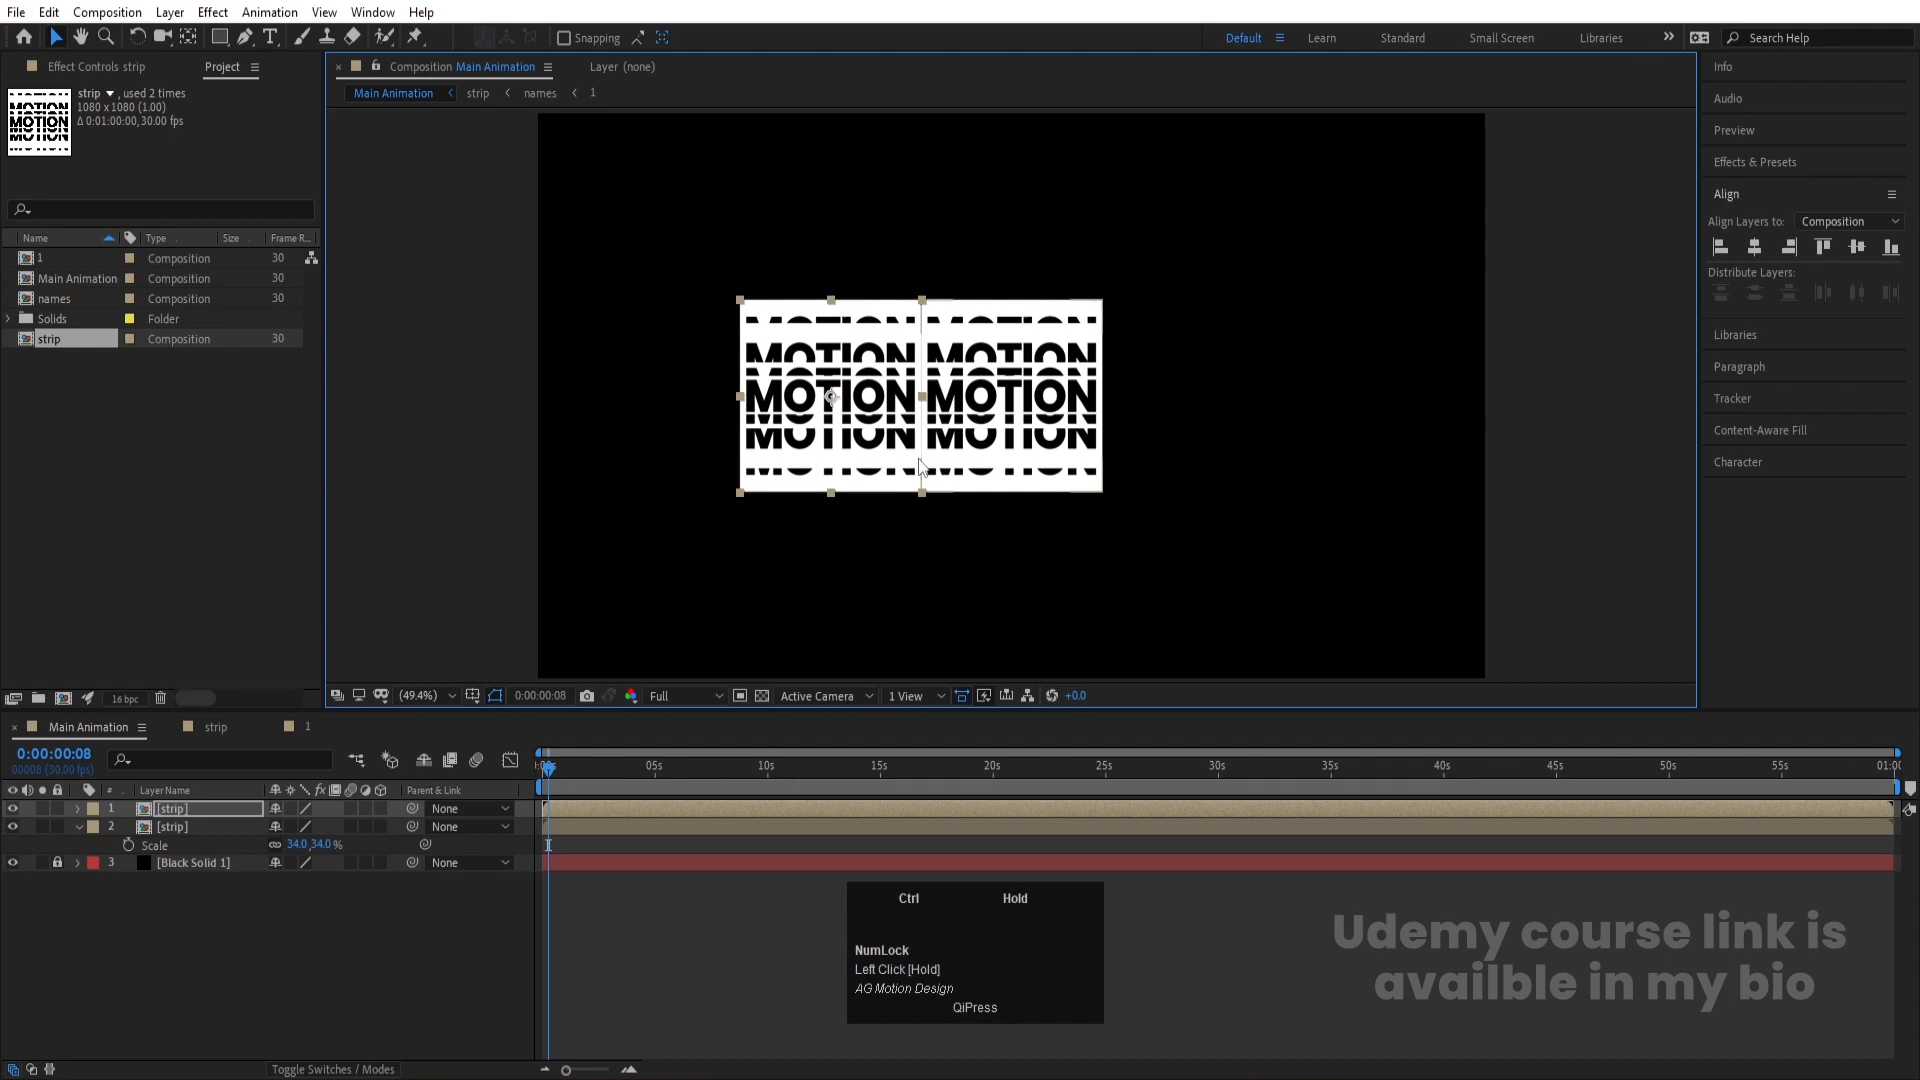 File Edit Composition Layer Effect Animation View Window Help
Snapping
Default Learn Standard Small Screen Libraries Search Help
Effect Controls strip Project
strip , used 2 times
1080 x 1080 (1.00)
Δ 0:01:00:00, 30.00 fps
MOTION
Name Type Size Frame R...
1 Composition 30
Main Animation Composition 30
names Composition 30
Solids Folder
strip Composition 30
16 bpc
Composition Main Animation Layer (none)
Main Animation strip names 1
MOTION MOTION
MOTION MOTION
MOTION MOTION
MOTION MOTION
MOTION MOTION
(49.4%) 0:00:00:08 Full Active Camera 1 View +0.0
Info
Audio
Preview
Effects & Presets
Align
Align Layers to: Composition
Distribute Layers:
Libraries
Paragraph
Tracker
Content-Aware Fill
Character
Main Animation strip 1
0:00:00:08
00008 (30.00 fps)
05s 10s 15s 20s 25s 30s 35s 40s 45s 50s 55s 01:00
# Layer Name fx Parent & Link
1 [strip] None
2 [strip] None
Scale 34.0,34.0%
3 [Black Solid 1] None
Ctrl Hold
NumLock
Left Click [Hold]
AG Motion Design
QiPress
Udemy course link is
availble in my bio
Toggle Switches / Modes